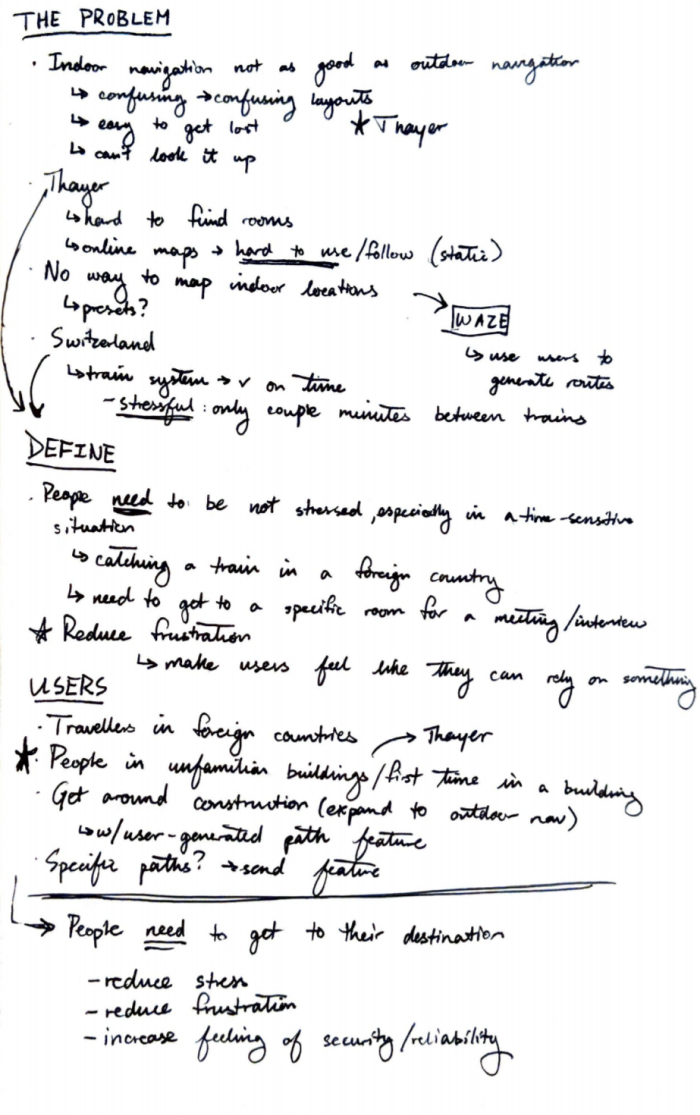 THE PROBLEM
· Indoor navigation not as good as outdoor navigation
↳ confusing → confusing layouts
↳ easy to get lost ★ Thayer
↳ can't look it up
· Thayer
↳ hard to find rooms
↳ online maps → hard to use/follow (static)
· No way to map indoor locations →
↳ presets? WAZE
· Switzerland ↳ use users to
↳ train system → v on time generate routes
- stressful: only couple minutes between trains
DEFINE
· People need to be not stressed, especially in a time-sensitive
situation
↳ catching a train in a foreign country
↳ need to get to a specific room for a meeting/interview
★ Reduce frustration
↳ make users feel like they can rely on something
USERS
· Travellers in foreign countries → Thayer
★· People in unfamiliar buildings/first time in a building
· Get around construction (expand to outdoor nav)
↳ w/user-generated path feature
· Specific paths? → send feature
→ People need to get to their destination
- reduce stress
- reduce frustration
- increase feeling of security/reliability